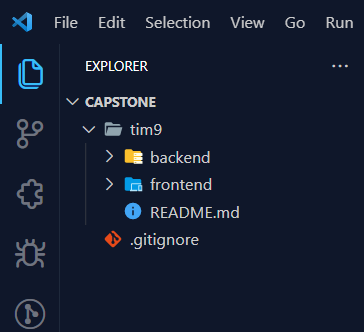 File Edit Selection View Go Run
EXPLORER
CAPSTONE
tim9
backend
frontend
README.md
.gitignore